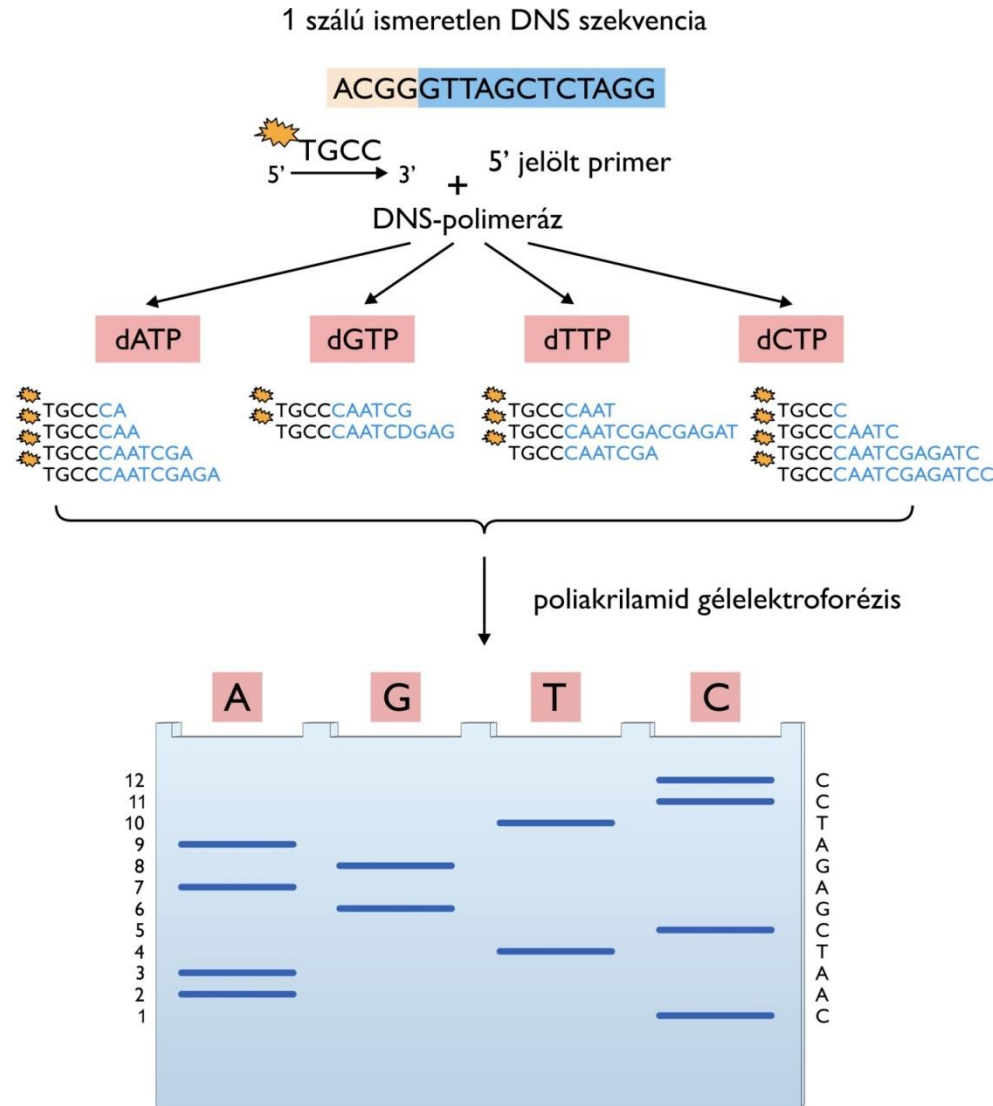 1 szálú ismeretlen DNS szekvencia
ACGGGTTAGCTCTAGG
TGCC
5’ 3’
+
5’ jelölt primer
DNS-polimeráz
dATP dGTP dTTP dCTP
TGCCCA
TGCCCAA
TGCCCAATCGA
TGCCCAATCGAGA
TGCCCAATCG
TGCCCAATCDGAG
TGCCCAAT
TGCCCAATCGACGAGAT
TGCCCAATCGA
TGCCC
TGCCCAATC
TGCCCAATCGAGATC
TGCCCAATCGAGATCC
poliakrilamid gélelektroforézis
A G T C
12 C
11 C
10 T
9 A
8 G
7 A
6 G
5 C
4 T
3 A
2 A
1 C